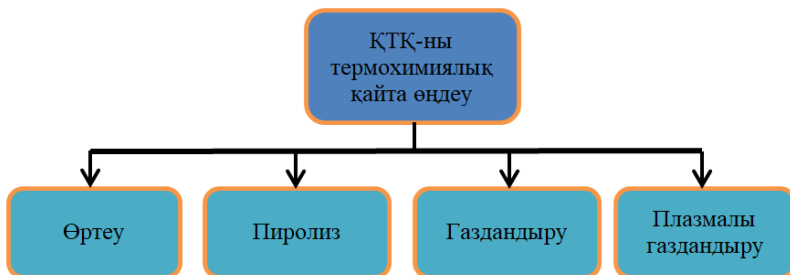 ҚТҚ-ны
термохимиялық
қайта өңдеу
Өртеу
Пиролиз
Газдандыру
Плазмалы
газдандыру